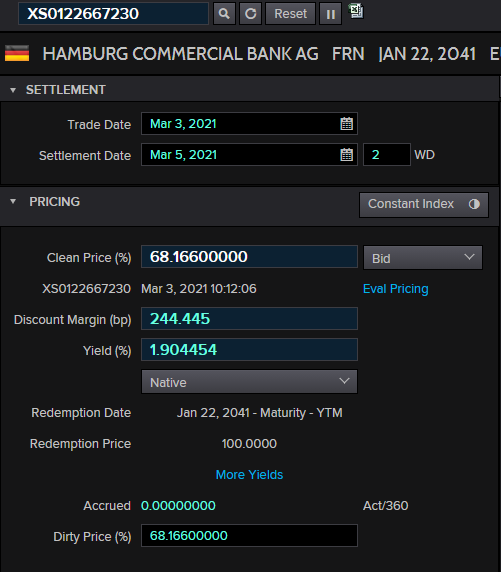 XS0122667230 Reset
HAMBURG COMMERCIAL BANK AG FRN JAN 22, 2041
SETTLEMENT
Trade Date Mar 3, 2021
Settlement Date Mar 5, 2021 2 WD
PRICING Constant Index
Clean Price (%) 68.16600000 Bid
XS0122667230 Mar 3, 2021 10:12:06 Eval Pricing
Discount Margin (bp) 244.445
Yield (%) 1.904454
Native
Redemption Date Jan 22, 2041 - Maturity - YTM
Redemption Price 100.0000
More Yields
Accrued 0.00000000 Act/360
Dirty Price (%) 68.16600000